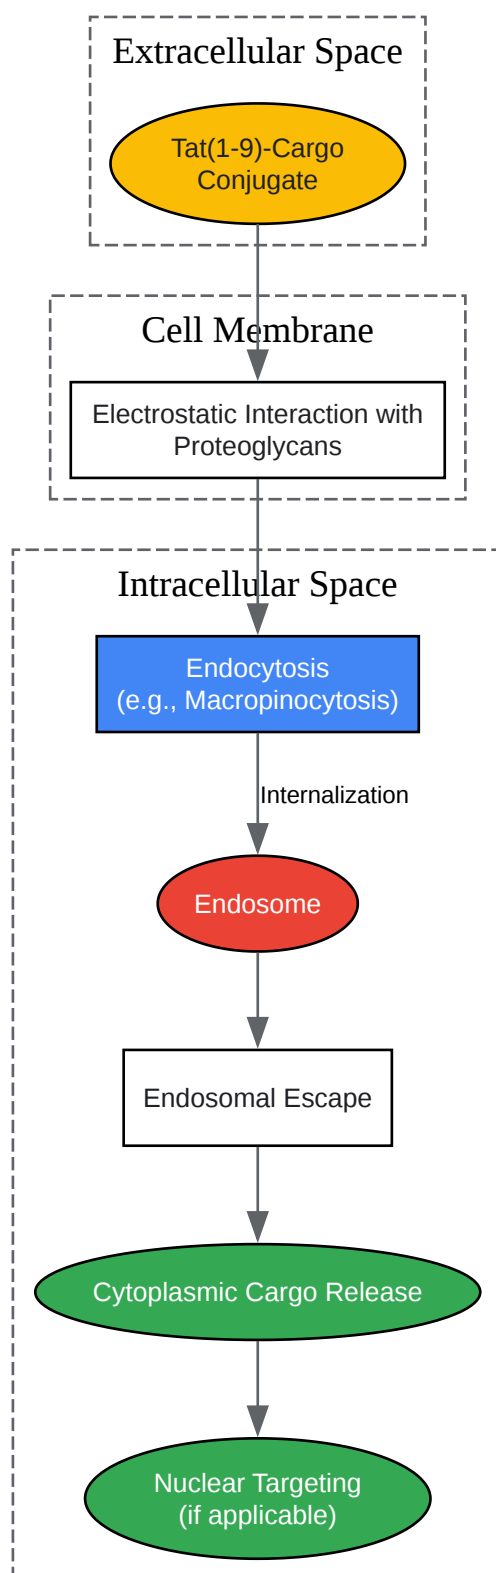 Extracellular Space
Tat(1-9)-Cargo
Conjugate
Cell Membrane
Electrostatic Interaction with
Proteoglycans
Intracellular Space
Endocytosis
(e.g., Macropinocytosis)
Internalization
Endosome
Endosomal Escape
Cytoplasmic Cargo Release
Nuclear Targeting
(if applicable)